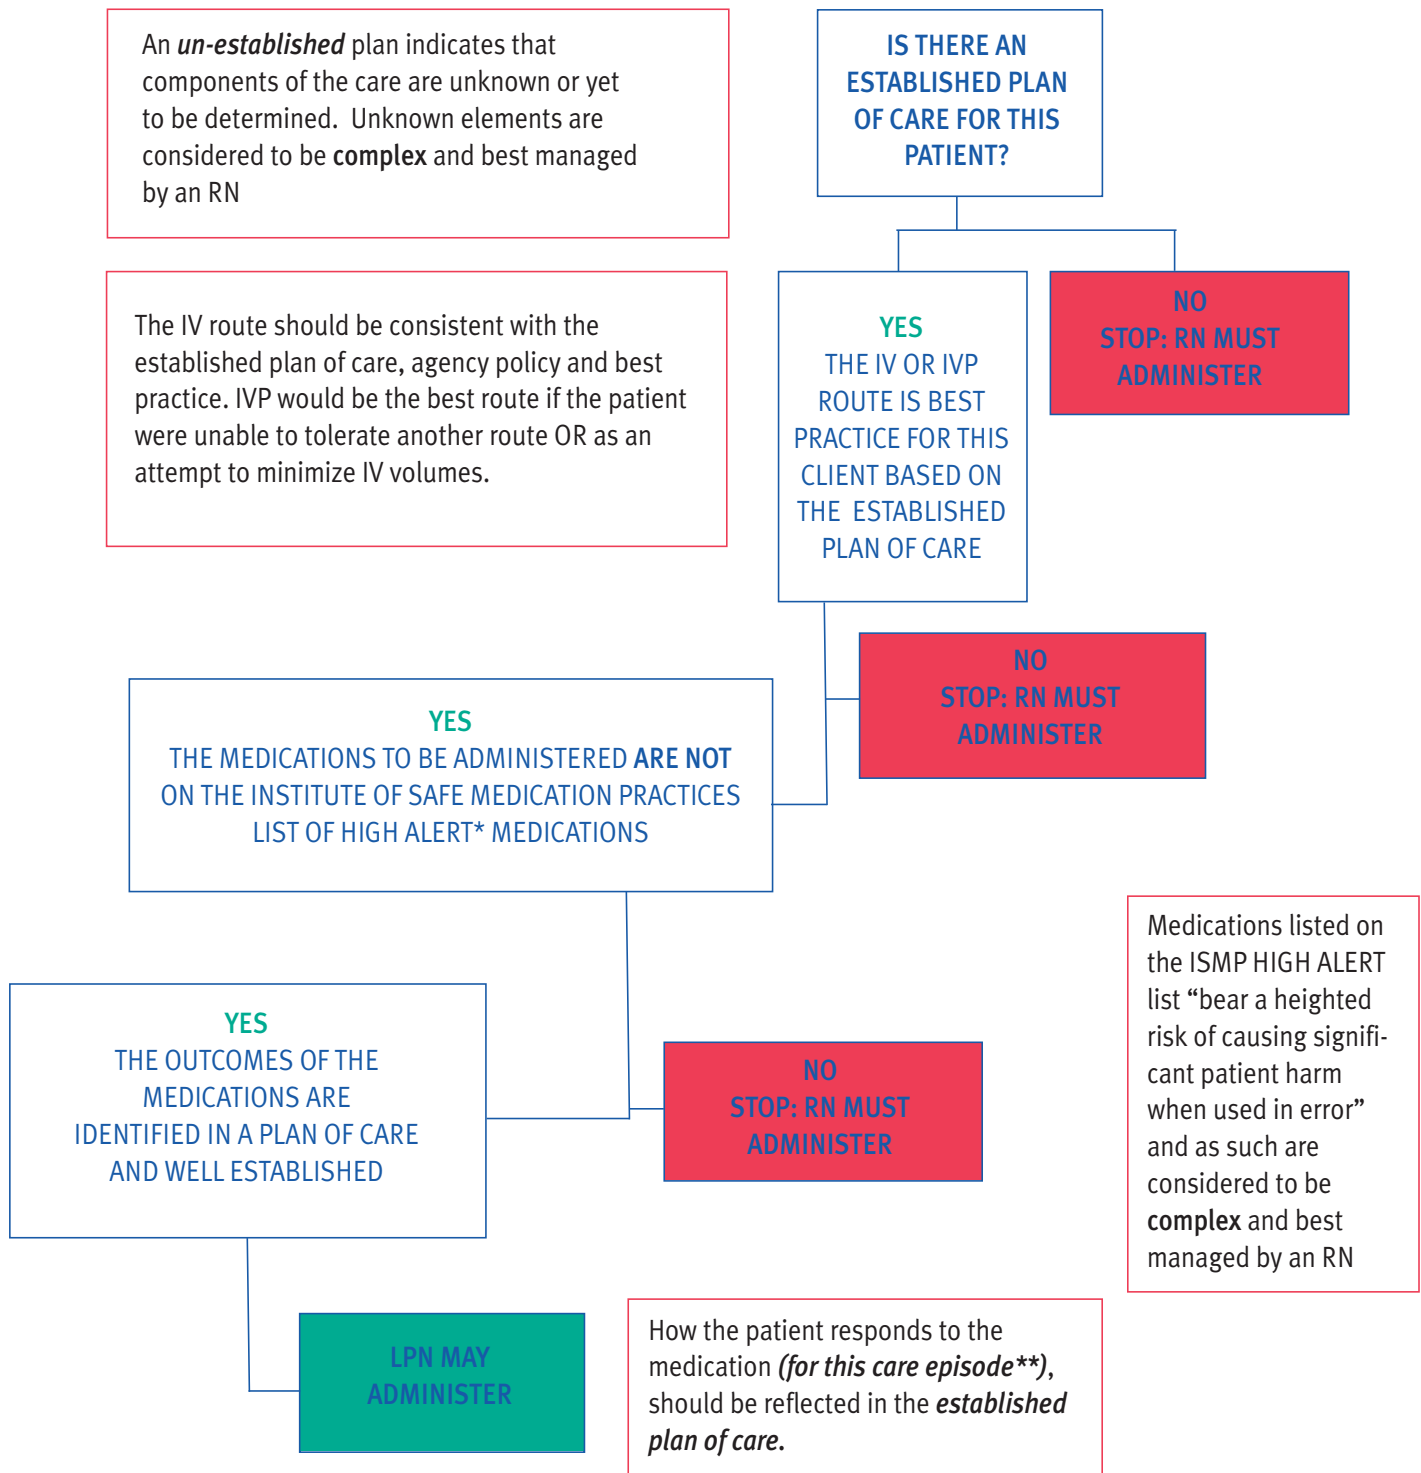 An un-established plan indicates that
components of the care are unknown or yet
to be determined.  Unknown elements are
considered to be complex and best managed
by an RN
IS THERE AN
ESTABLISHED PLAN
OF CARE FOR THIS
PATIENT?
The IV route should be consistent with the
established plan of care, agency policy and best
practice. IVP would be the best route if the patient
were unable to tolerate another route OR as an
attempt to minimize IV volumes.
YES
THE IV OR IVP
ROUTE IS BEST
PRACTICE FOR THIS
CLIENT BASED ON
THE  ESTABLISHED
PLAN OF CARE
NO
STOP: RN MUST
ADMINISTER
NO
STOP: RN MUST
ADMINISTER
YES
THE MEDICATIONS TO BE ADMINISTERED ARE NOT
ON THE INSTITUTE OF SAFE MEDICATION PRACTICES
LIST OF HIGH ALERT* MEDICATIONS
Medications listed on
the ISMP HIGH ALERT
list “bear a heighted
risk of causing signifi-
cant patient harm
when used in error”
and as such are
considered to be
complex and best
managed by an RN
YES
THE OUTCOMES OF THE
MEDICATIONS ARE
IDENTIFIED IN A PLAN OF CARE
AND WELL ESTABLISHED
NO
STOP: RN MUST
ADMINISTER
LPN MAY
ADMINISTER
How the patient responds to the
medication (for this care episode**),
should be reflected in the established
plan of care.